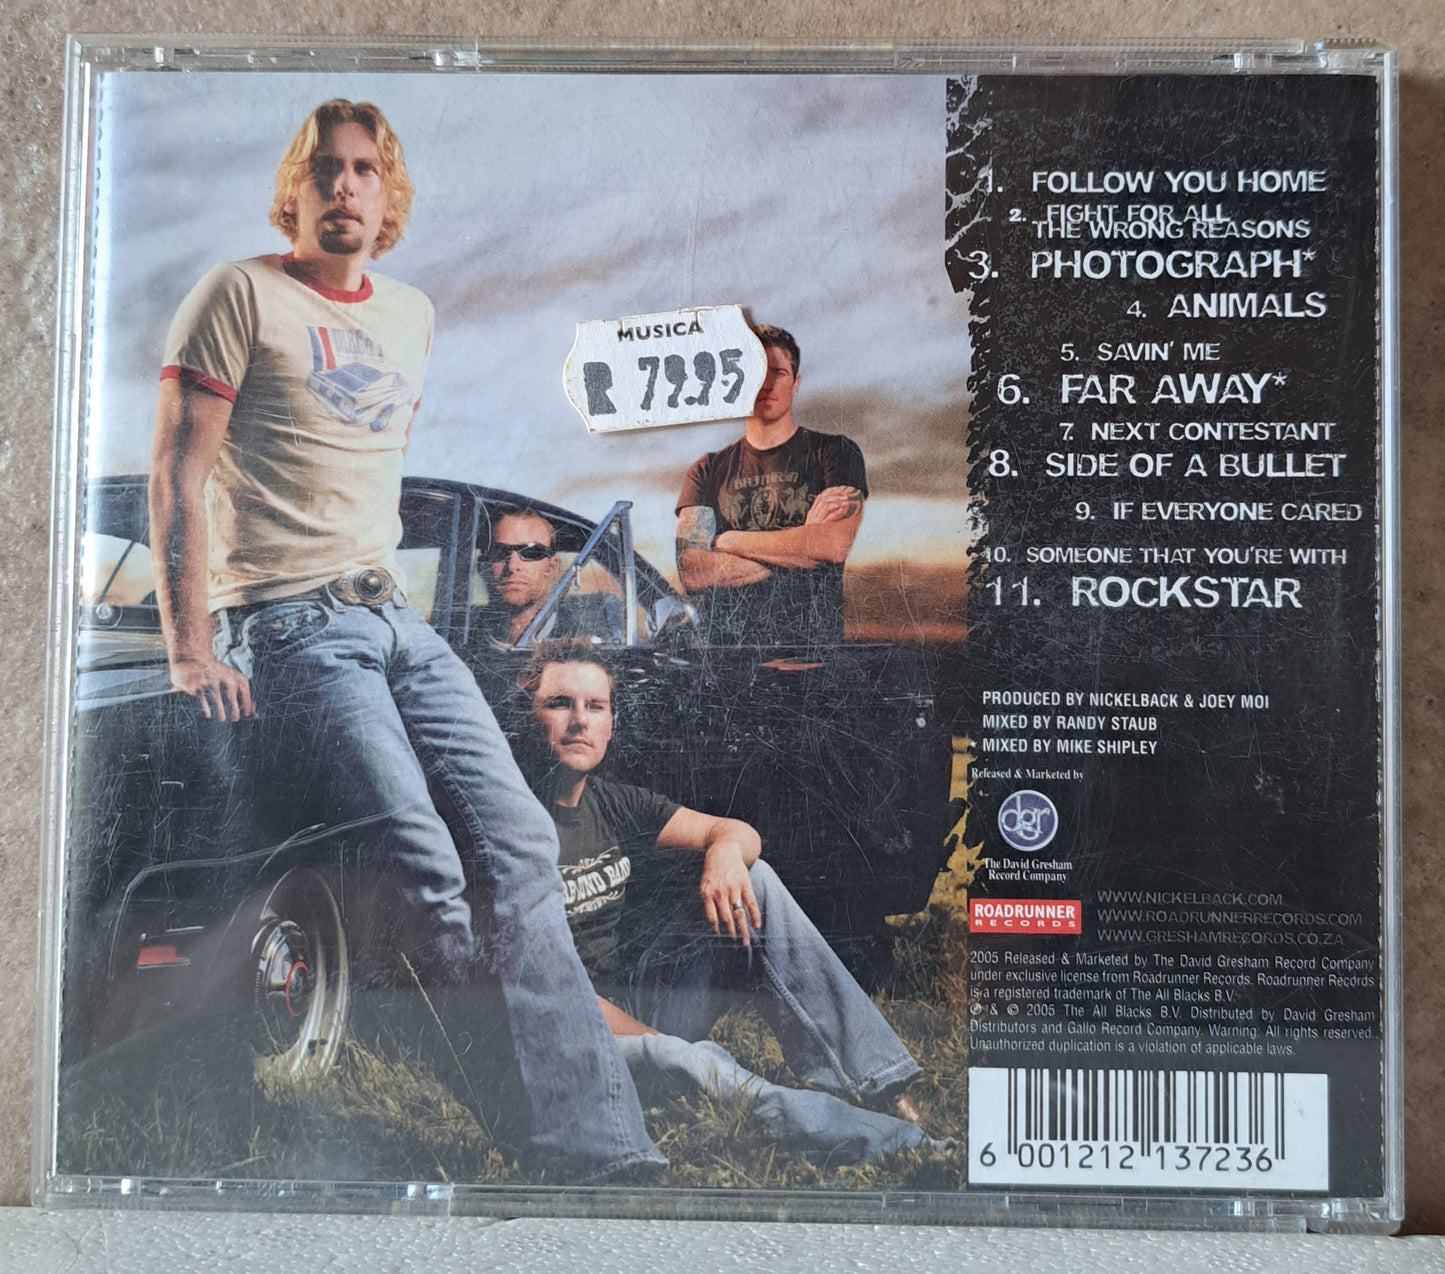 MUSICA
R 79.95
1. FOLLOW YOU HOME
2. FIGHT FOR ALL
THE WRONG REASONS
3. PHOTOGRAPH*
4. ANIMALS
5. SAVIN' ME
6. FAR AWAY*
7. NEXT CONTESTANT
8. SIDE OF A BULLET
9. IF EVERYONE CARED
10. SOMEONE THAT YOU'RE WITH
11. ROCKSTAR
PRODUCED BY NICKELBACK & JOEY MOI
MIXED BY RANDY STAUB
* MIXED BY MIKE SHIPLEY
Released & Marketed by
dgr
The David Gresham
Record Company
ROADRUNNER
RECORDS
WWW.NICKELBACK.COM
WWW.ROADRUNNERRECORDS.COM
WWW.GRESHAMRECORDS.CO.ZA
2005 Released & Marketed by The David Gresham Record Company
under exclusive license from Roadrunner Records. Roadrunner Records
is a registered trademark of The All Blacks B.V.
℗ & © 2005 The All Blacks B.V. Distributed by David Gresham
Distributors and Gallo Record Company. Warning: All rights reserved.
Unauthorized duplication is a violation of applicable laws.
6 001212 137236